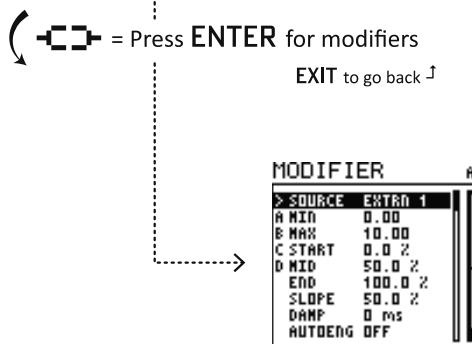 = Press ENTER for modifiers
EXIT to go back
MODIFIER
> SOURCE EXTRN 1
A MIN 0.00
B MAX 10.00
C START 0.0 %
D MID 50.0 %
END 100.0 %
SLOPE 50.0 %
DAMP 0 ms
AUTOENG OFF